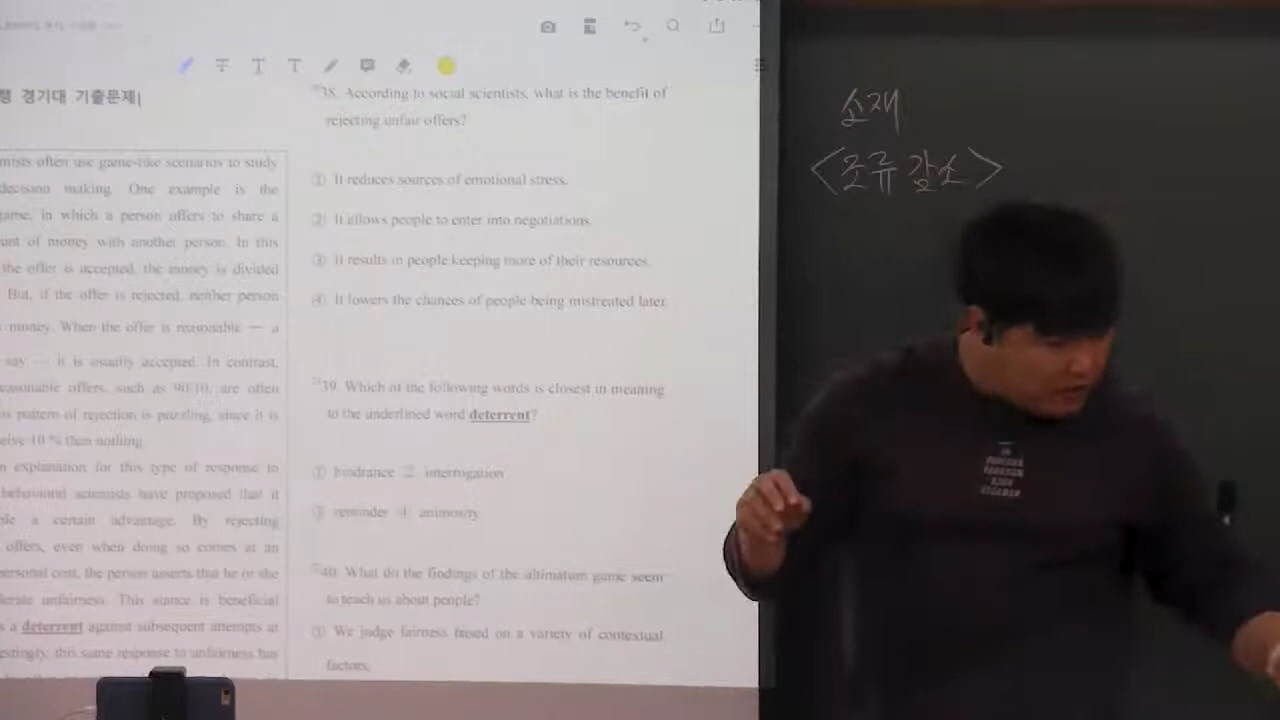 행 경기대 기출문제
mists often use game-like scenarios to study
decision making. One example is the
game, in which a person offers to share a
unt of money with another person. In this
the offer is accepted, the money is divided
But, if the offer is rejected, neither person
money. When the offer is reasonable — a
say — it is usually accepted. In contrast,
easonable offers, such as 90:10, are often
s pattern of rejection is puzzling, since it is
eive 10 % than nothing.
n explanation for this type of response to
behavioral scientists have proposed that it
ble a certain advantage. By rejecting
offers, even when doing so comes at an
personal cost, the person asserts that he or she
lerate unfairness. This stance is beneficial
s a deterrent against subsequent attempts at
estingly, this same response to unfairness has
38. According to social scientists, what is the benefit of
rejecting unfair offers?
① It reduces sources of emotional stress.
② It allows people to enter into negotiations.
③ It results in people keeping more of their resources.
④ It lowers the chances of people being mistreated later.
39. Which of the following words is closest in meaning
to the underlined word deterrent?
① hindrance ② interrogation
③ reminder ④ animosity
40. What do the findings of the ultimatum game seem
to teach us about people?
① We judge fairness based on a variety of contextual
factors.
소재
<조류 감소>